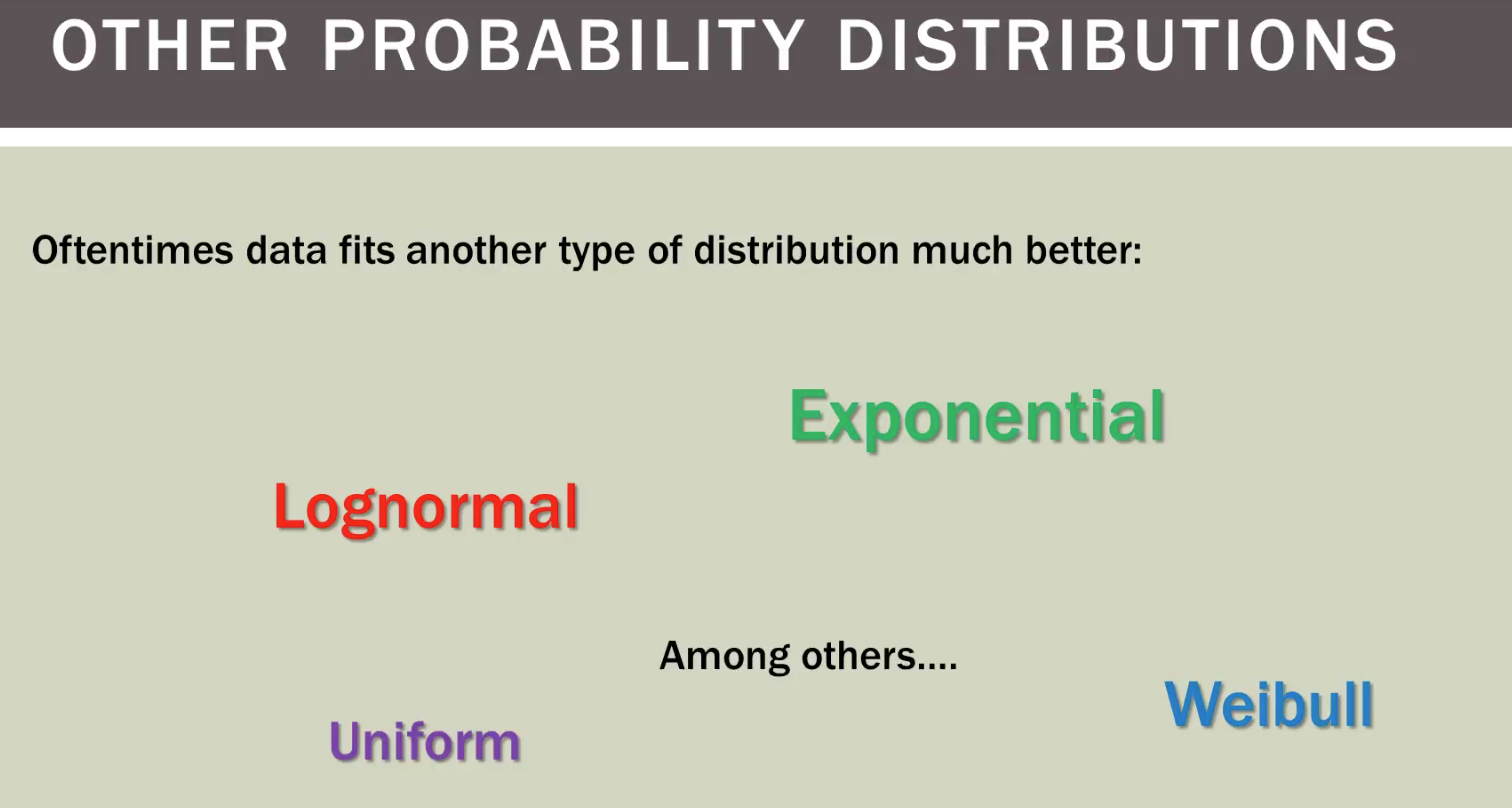 OTHER PROBABILITY DISTRIBUTIONS
Oftentimes data fits another type of distribution much better:
Exponential
Lognormal
Among others....
Weibull
Uniform